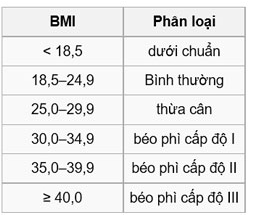 BMI Phân loại
< 18,5 dưới chuẩn
18,5–24,9 Bình thường
25,0–29,9 thừa cân
30,0–34,9 béo phì cấp độ I
35,0–39,9 béo phì cấp độ II
≥ 40,0 béo phì cấp độ III